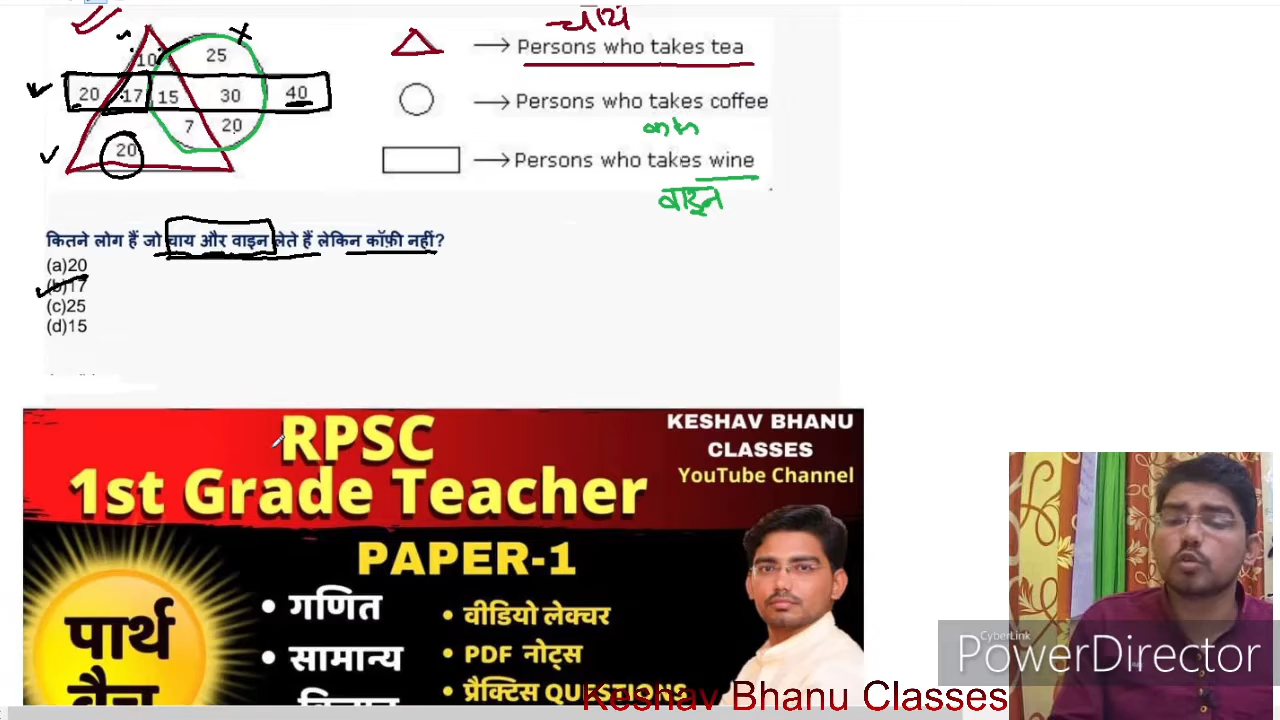 चाय
10 25
→ Persons who takes tea
20 17 15 30 40
→ Persons who takes coffee
7 20
20
→ Persons who takes wine
वाइन
कितने लोग हैं जो चाय और वाइन लेते हैं लेकिन कॉफ़ी नहीं?
(a)20
(b)17
(c)25
(d)15
RPSC
1st Grade Teacher
KESHAV BHANU
CLASSES
YouTube Channel
PAPER-1
पार्थ
बैच
• गणित
• सामान्य
• वीडियो लेक्चर
• PDF नोट्स
• प्रैक्टिस QUESTIONS
CyberLink
PowerDirector
Keshav Bhanu Classes